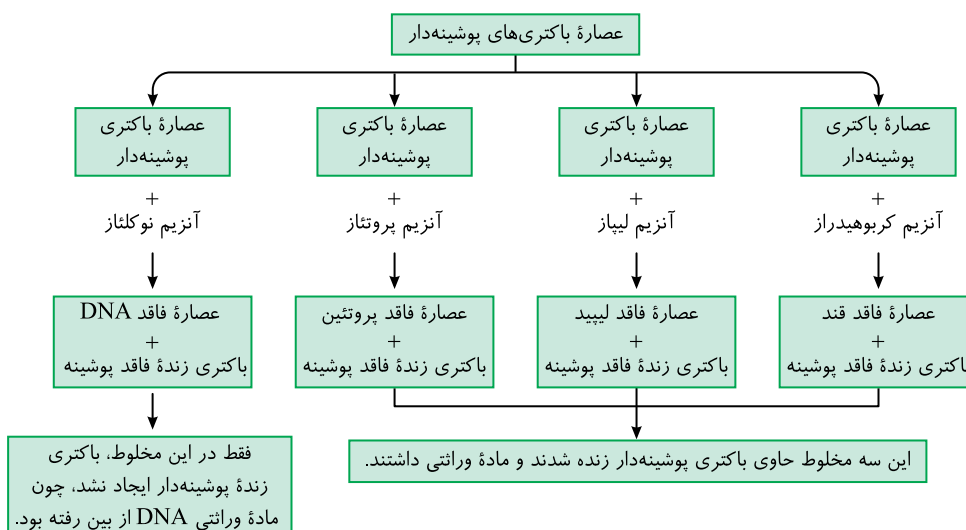 عصارهٔ باکتری‌های پوشینه‌دار
عصارهٔ باکتری
پوشینه‌دار
+
آنزیم کربوهیدراز
عصارهٔ فاقد قند
+
باکتری زندهٔ فاقد پوشینه
عصارهٔ باکتری
پوشینه‌دار
+
آنزیم لیپاز
عصارهٔ فاقد لیپید
+
باکتری زندهٔ فاقد پوشینه
عصارهٔ باکتری
پوشینه‌دار
+
آنزیم پروتئاز
عصارهٔ فاقد پروتئین
+
باکتری زندهٔ فاقد پوشینه
این سه مخلوط حاوی باکتری پوشینه‌دار زنده شدند و مادهٔ وراثتی داشتند.
عصارهٔ باکتری
پوشینه‌دار
+
آنزیم نوکلئاز
عصارهٔ فاقد DNA
+
باکتری زندهٔ فاقد پوشینه
فقط در این مخلوط، باکتری
زندهٔ پوشینه‌دار ایجاد نشد، چون
مادهٔ وراثتی DNA از بین رفته بود.